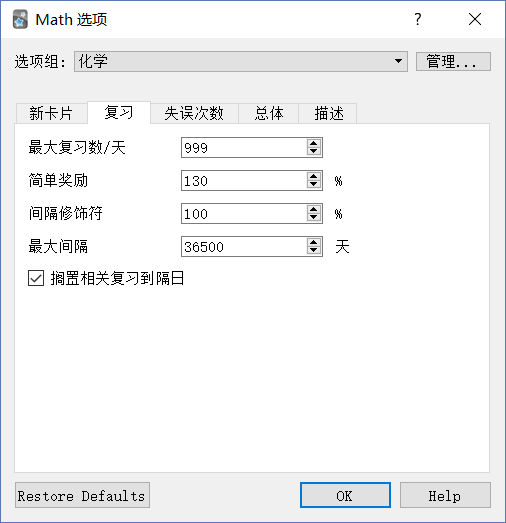 Math 选项
选项组：
化学
管理...
新卡片 复习 失误次数 总体 描述
最大复习数/天 999
简单奖励 130 %
间隔修饰符 100 %
最大间隔 36500 天
搁置相关复习到隔日
Restore Defaults OK Help